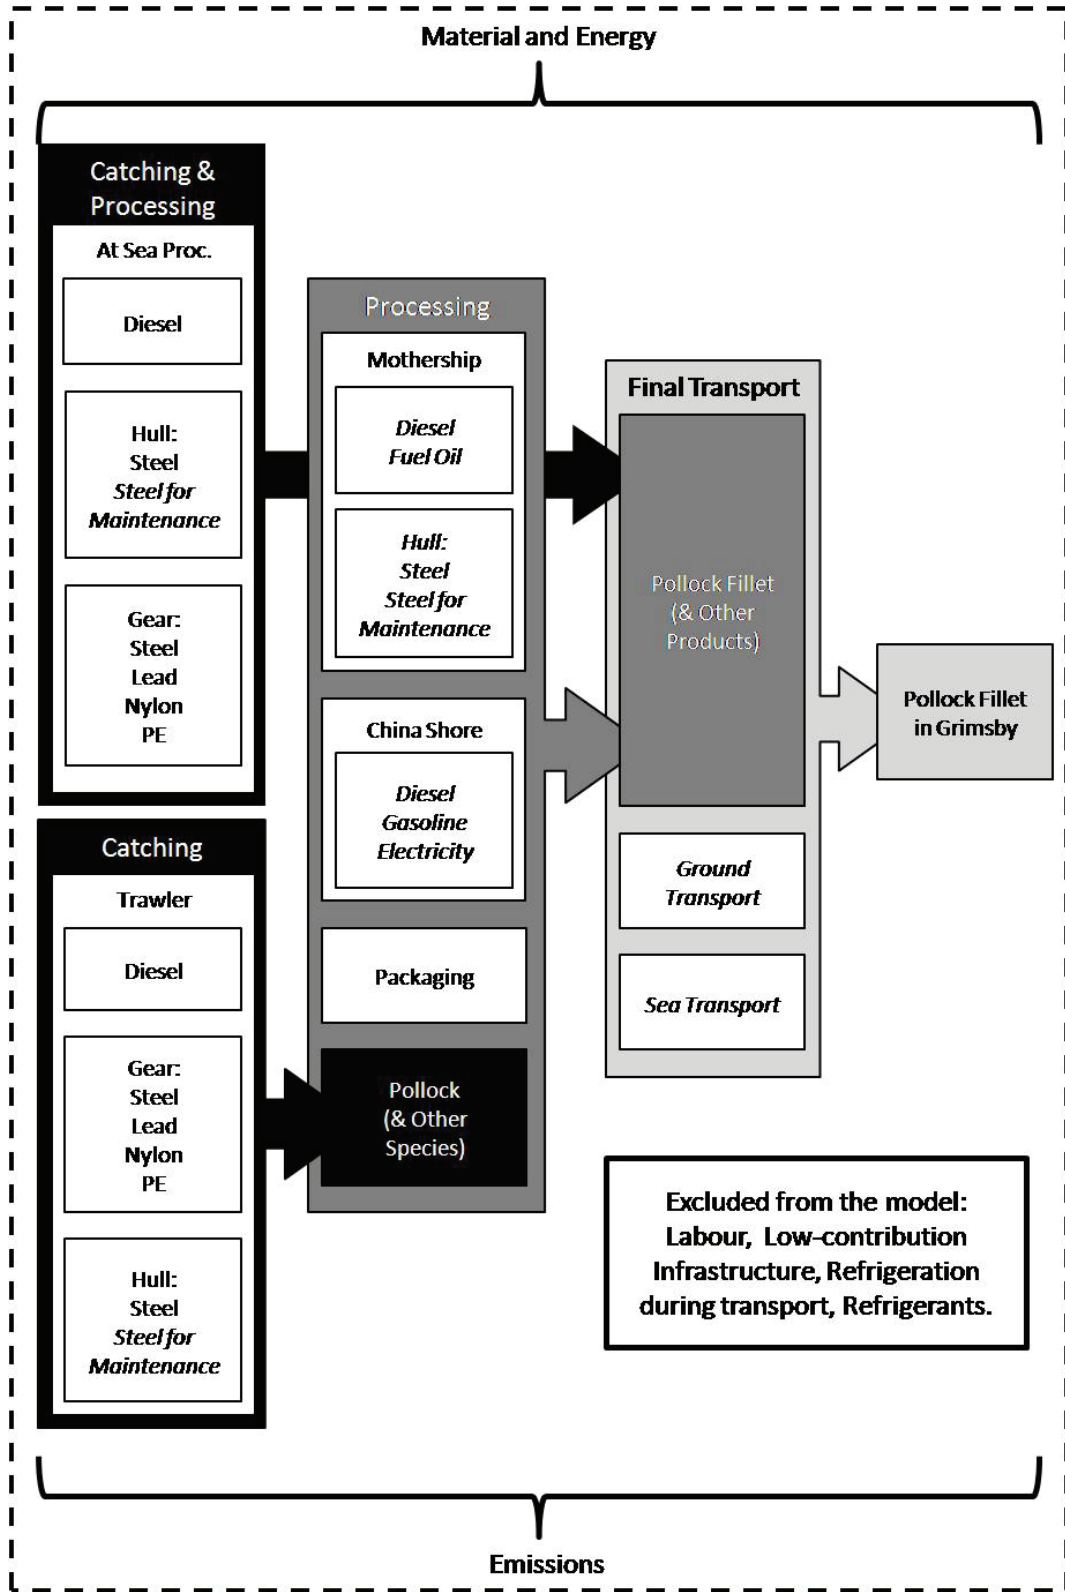 Material and Energy
Catching &
Processing
At Sea Proc.
Diesel
Hull:
Steel
Steel for
Maintenance
Gear:
Steel
Lead
Nylon
PE
Catching
Trawler
Diesel
Gear:
Steel
Lead
Nylon
PE
Hull:
Steel
Steel for
Maintenance
Processing
Mothership
Diesel
Fuel Oil
Hull:
Steel
Steel for
Maintenance
China Shore
Diesel
Gasoline
Electricity
Packaging
Pollock
(& Other
Species)
Final Transport
Pollock Fillet
(& Other
Products)
Ground
Transport
Sea Transport
Pollock Fillet
in Grimsby
Excluded from the model:
Labour, Low-contribution
Infrastructure, Refrigeration
during transport, Refrigerants.
Emissions